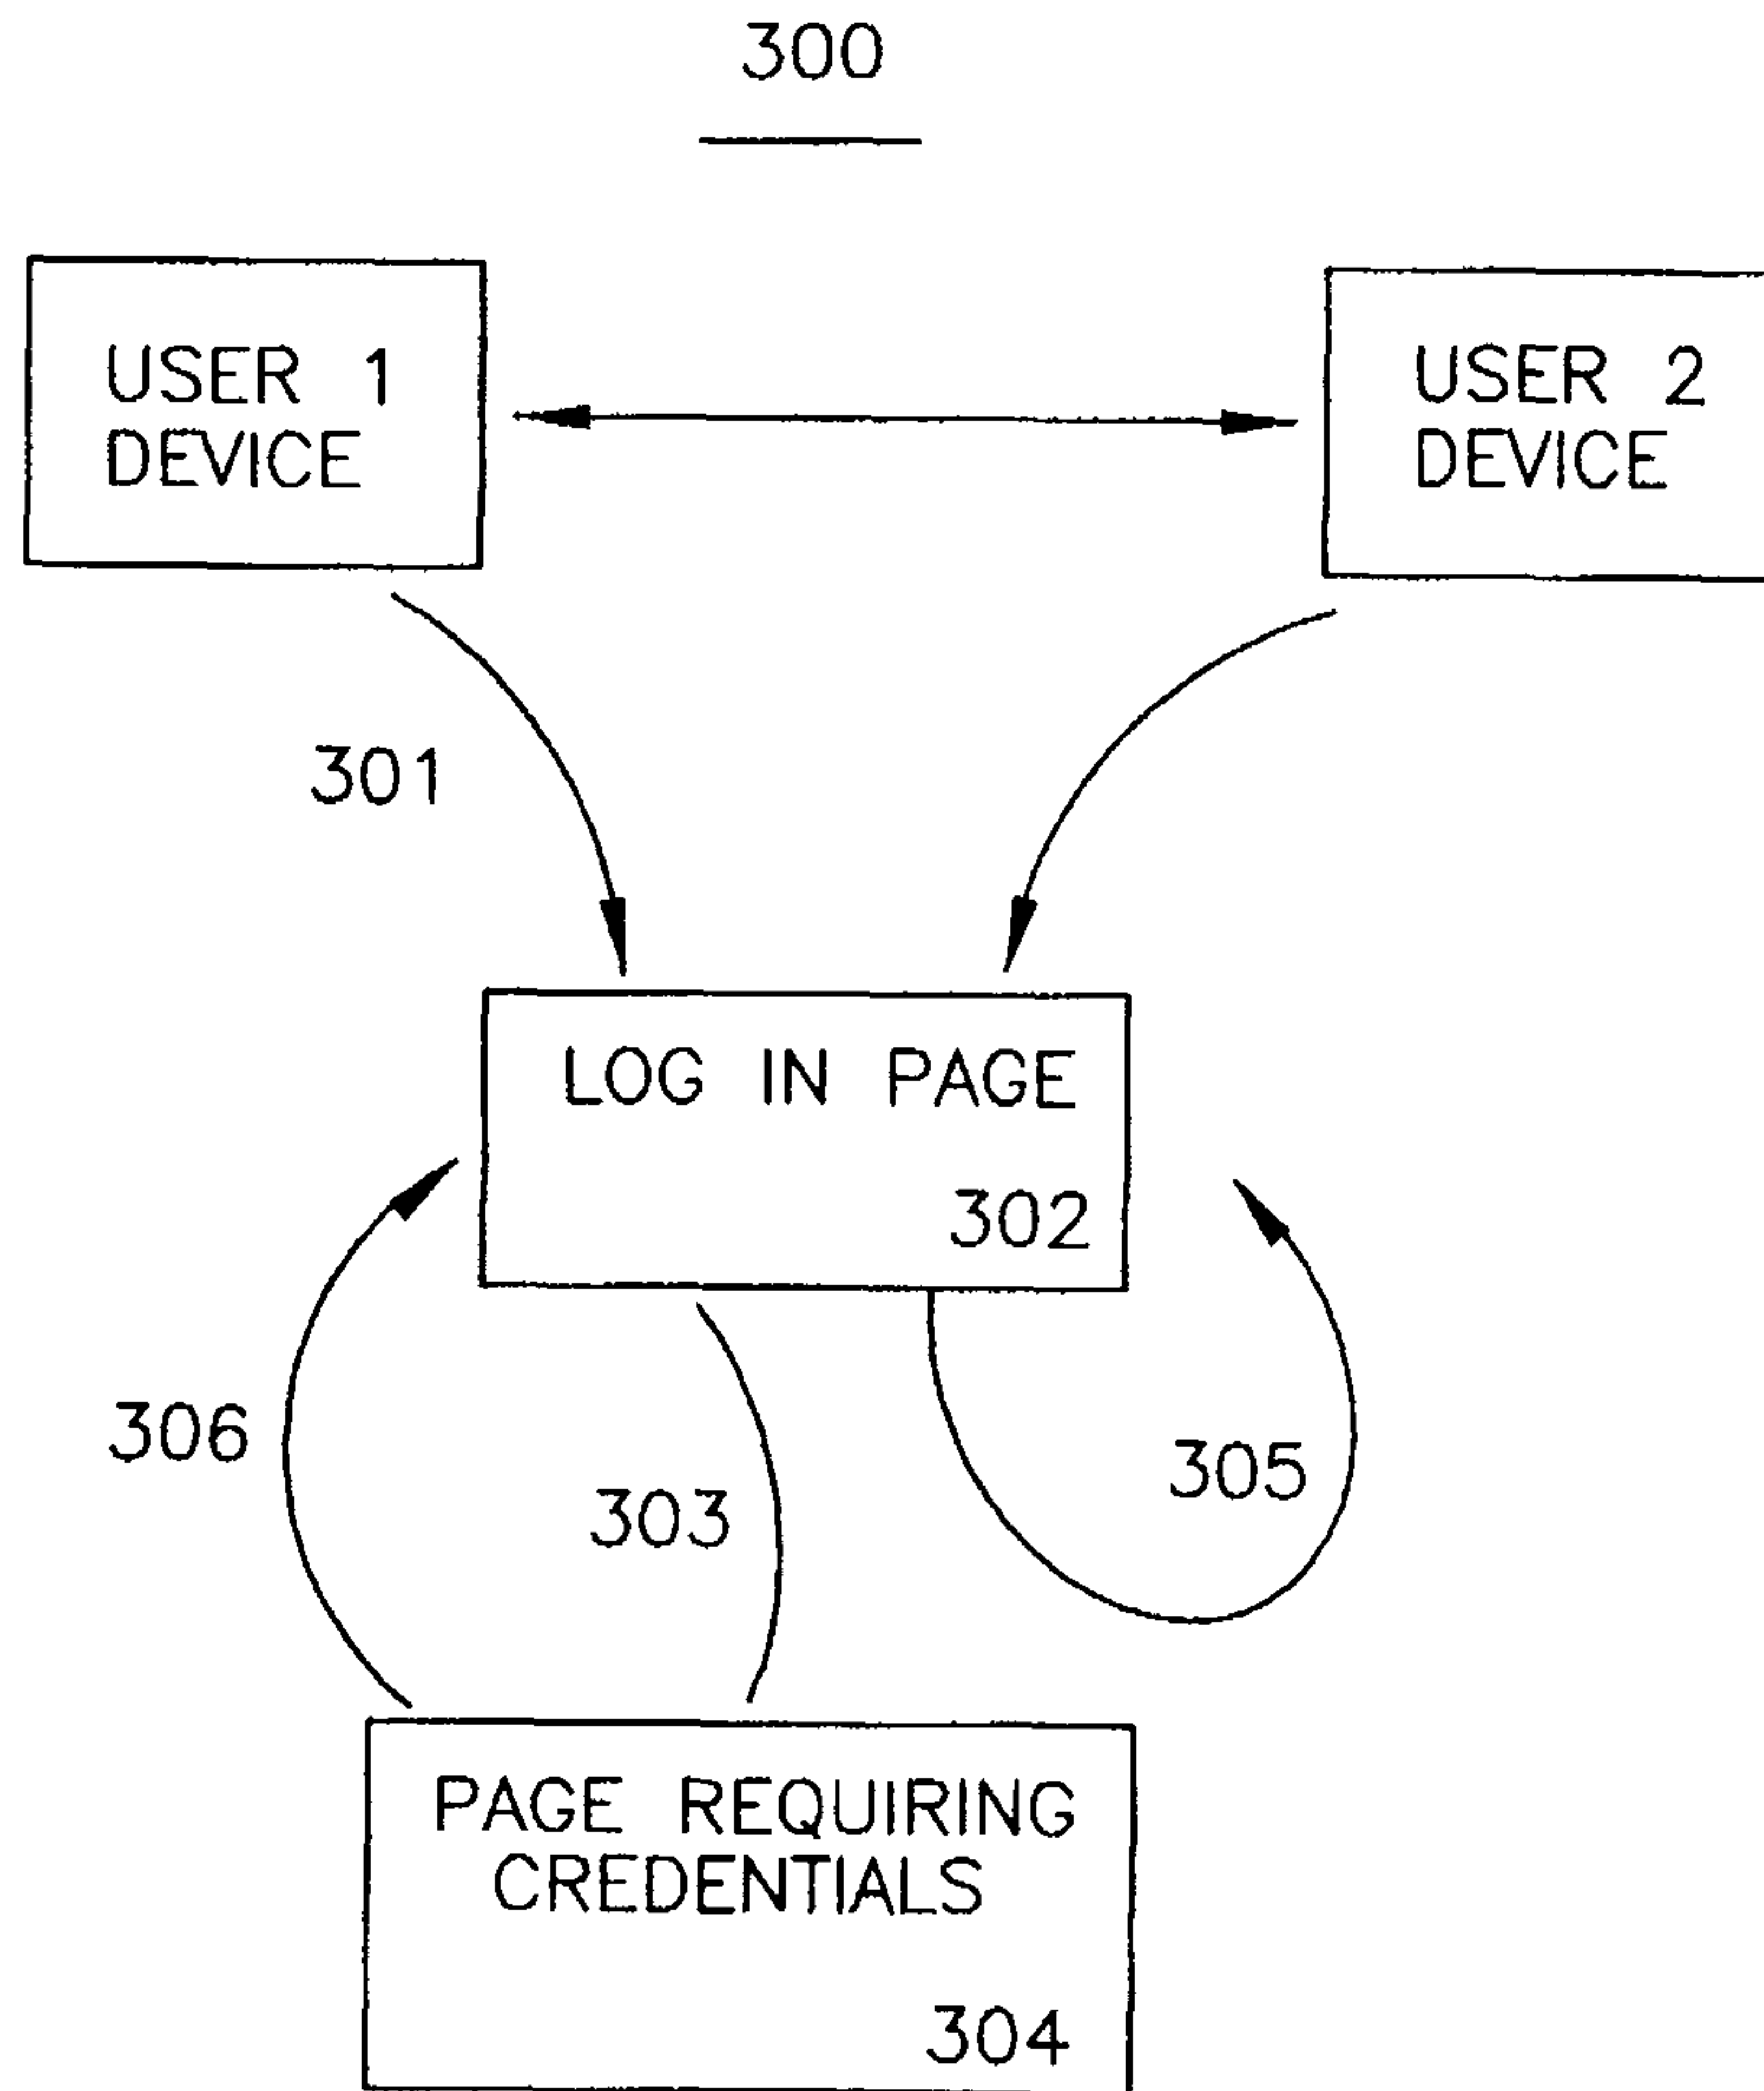 300
USER 1
DEVICE
USER 2
DEVICE
301
LOG IN PAGE
302
306
303
305
PAGE REQUIRING
CREDENTIALS
304